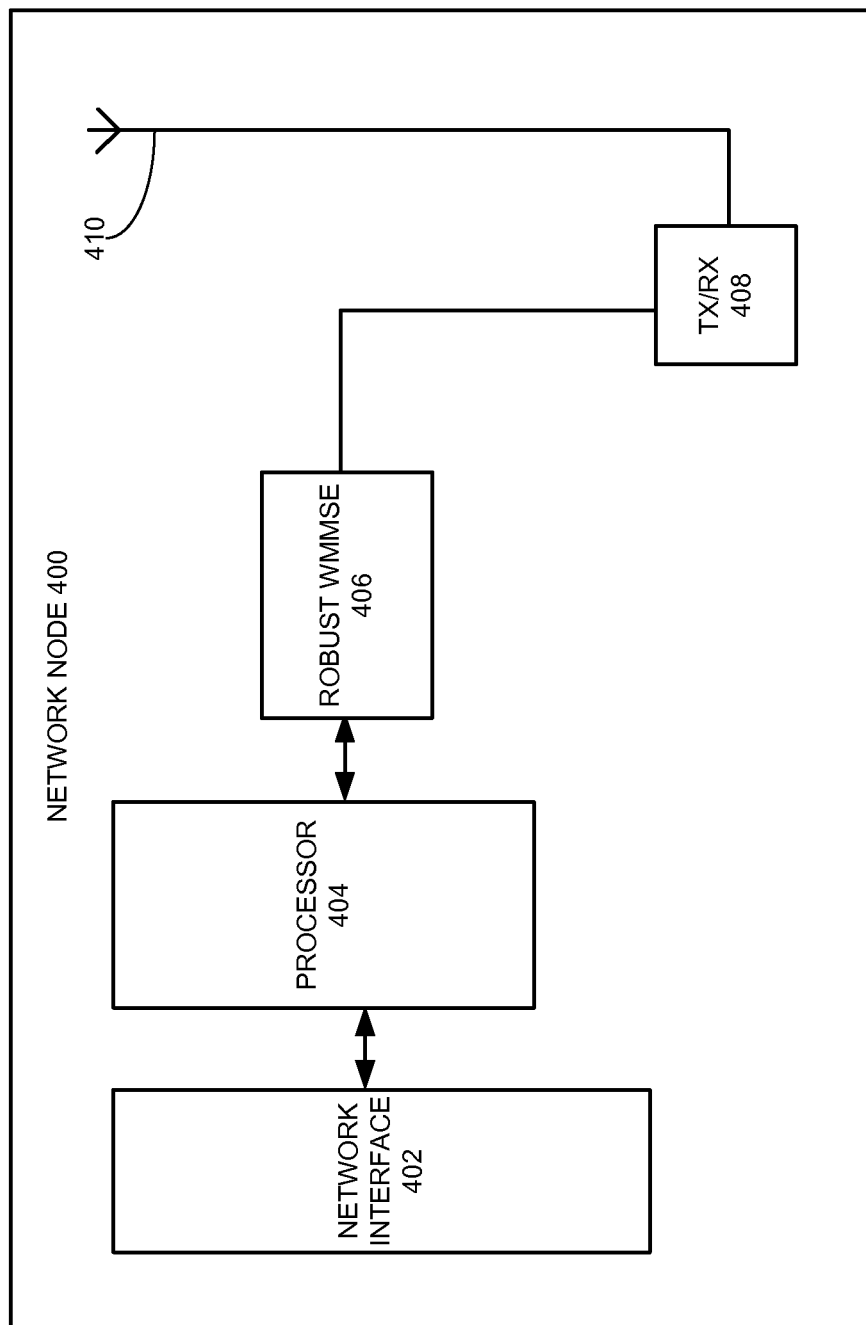 NETWORK NODE 400
NETWORK
INTERFACE
402
PROCESSOR
404
ROBUST WMMSE
406
TX/RX
408
410